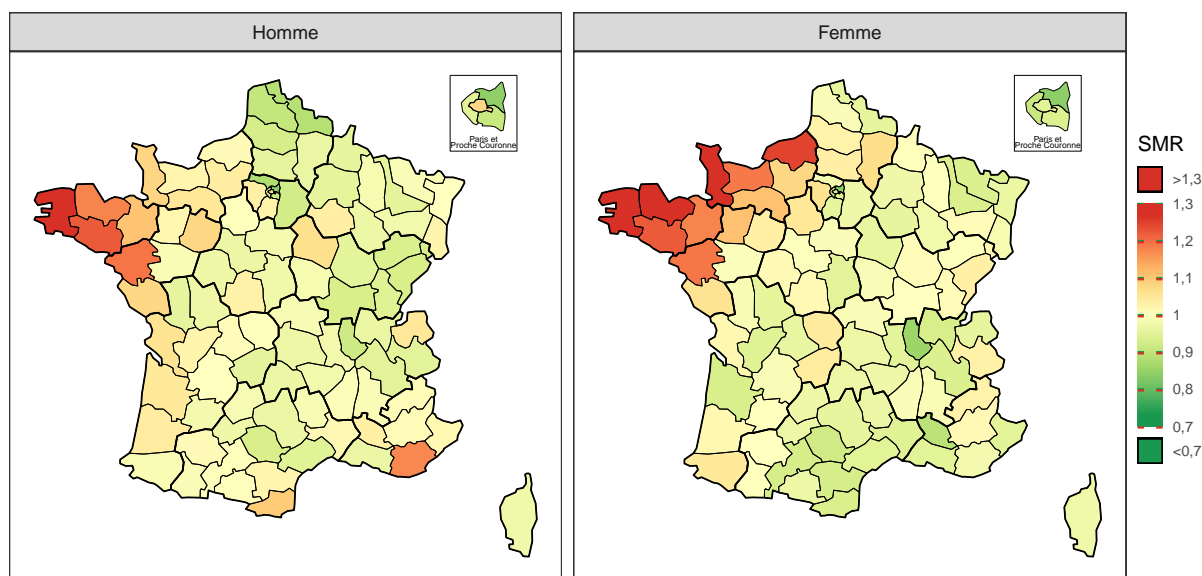 Homme
Femme
Paris et
Proche Couronne
Paris et
Proche Couronne
SMR
>1,3
1,3
1,2
1,1
1,0
0,9
0,8
0,7
<0,7